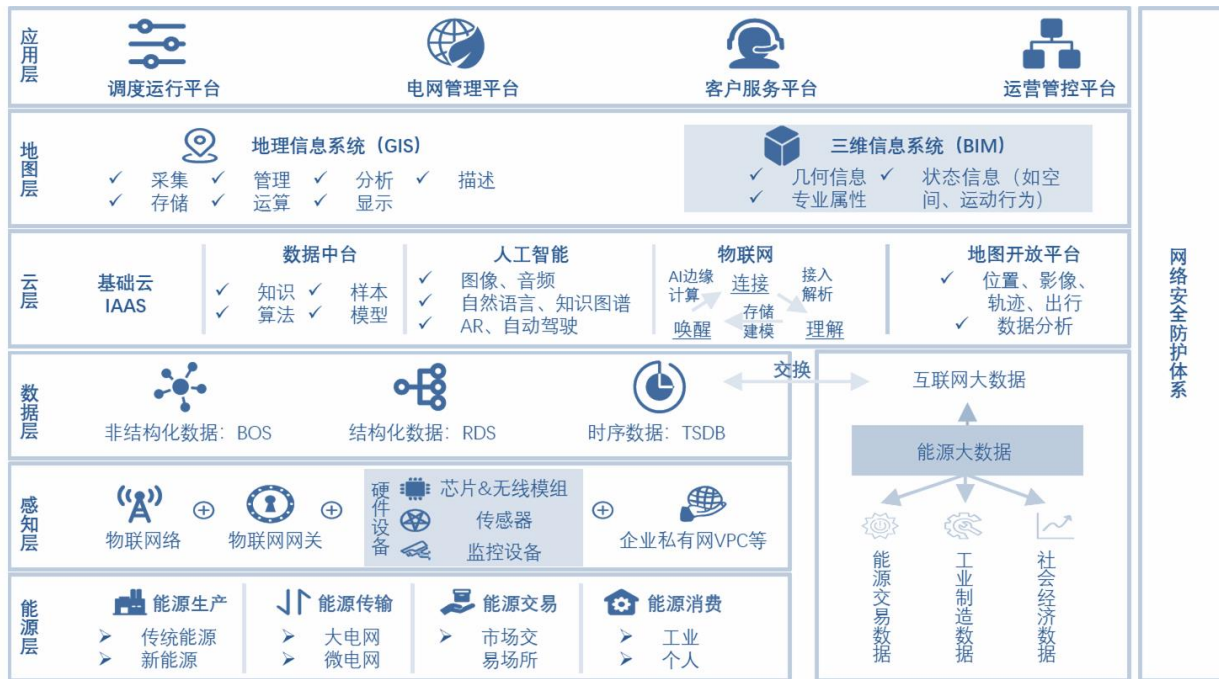 应用层
调度运行平台
电网管理平台
客户服务平台
运营管控平台
地图层
地理信息系统（GIS）
✓ 采集 ✓ 管理 ✓ 分析 ✓ 描述
✓ 存储 ✓ 运算 ✓ 显示
三维信息系统（BIM）
✓ 几何信息 ✓ 状态信息（如空
✓ 专业属性 间、运动行为）
云层
基础云
IAAS
数据中台
✓ 知识 ✓ 样本
✓ 算法 ✓ 模型
人工智能
✓ 图像、音频
✓ 自然语言、知识图谱
✓ AR、自动驾驶
物联网
AI边缘
计算
连接
接入
解析
唤醒
存储
建模
理解
地图开放平台
✓ 位置、影像、
轨迹、出行
✓ 数据分析
数据层
非结构化数据：BOS
结构化数据：RDS
时序数据：TSDB
交换
互联网大数据
能源大数据
能源交易数据
工业制造数据
社会经济数据
感知层
物联网络
物联网网关
硬件设备
芯片&无线模组
传感器
监控设备
企业私有网VPC等
能源层
能源生产
➢ 传统能源
➢ 新能源
能源传输
➢ 大电网
➢ 微电网
能源交易
➢ 市场交
易场所
能源消费
➢ 工业
➢ 个人
网络安全防护体系